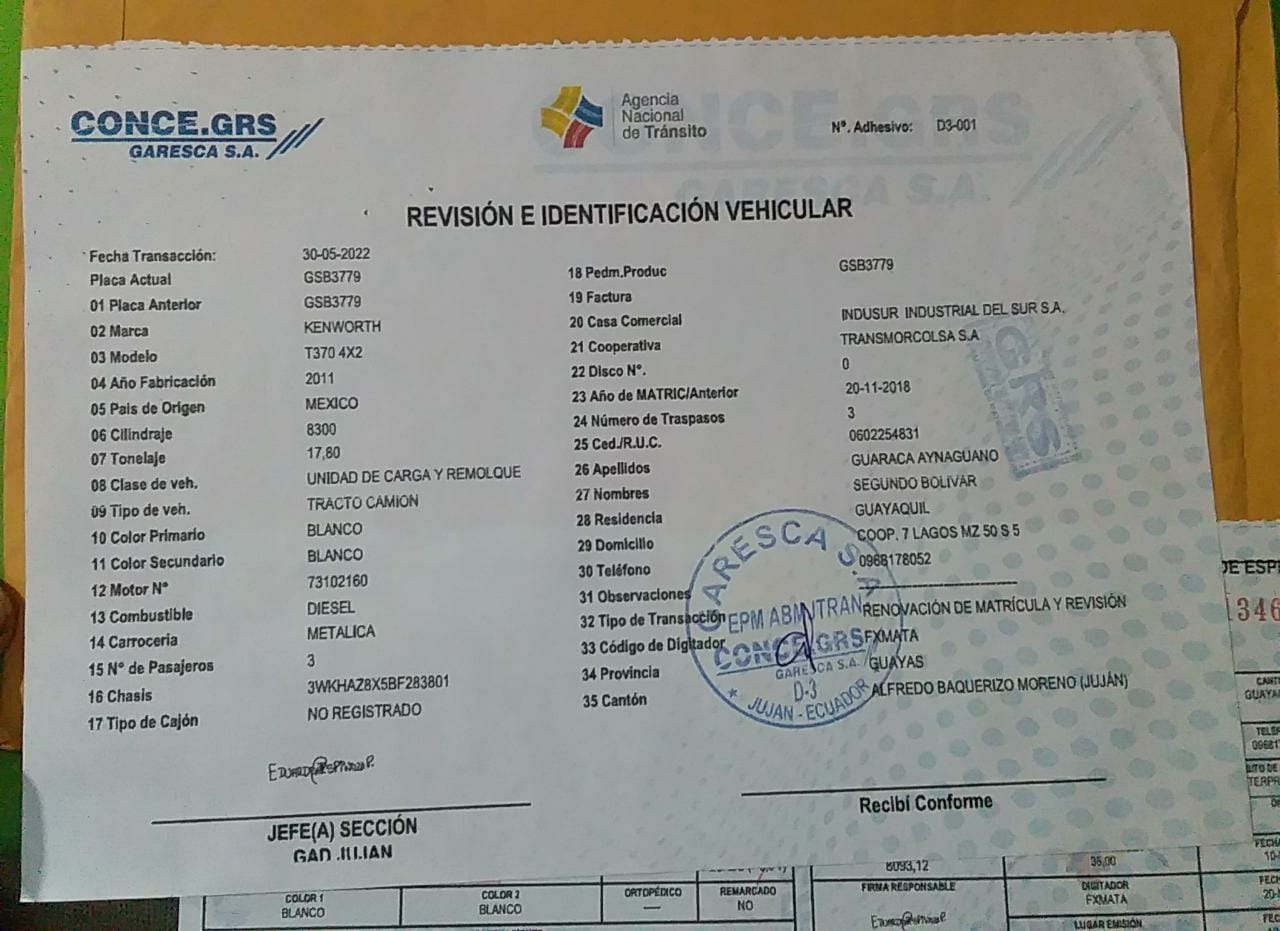 CONCE.GRS
GARESCA S.A.
Agencia
Nacional
de Tránsito
Nº. Adhesivo: D3-001
CONCE.GRS
GARESCA S.A.
REVISIÓN E IDENTIFICACIÓN VEHICULAR
Fecha Transacción: 30-05-2022
Placa Actual GSB3779
01 Placa Anterior GSB3779
02 Marca KENWORTH
03 Modelo T370 4X2
04 Año Fabricación 2011
05 Pais de Origen MEXICO
06 Cilindraje 8300
07 Tonelaje 17,80
08 Clase de veh. UNIDAD DE CARGA Y REMOLQUE
09 Tipo de veh. TRACTO CAMION
10 Color Primario BLANCO
11 Color Secundario BLANCO
12 Motor Nº 73102160
13 Combustible DIESEL
14 Carroceria METALICA
15 Nº de Pasajeros 3
16 Chasis 3WKHAZ8X5BF283801
17 Tipo de Cajón NO REGISTRADO
18 Pedm.Produc GSB3779
19 Factura
20 Casa Comercial INDUSUR INDUSTRIAL DEL SUR S.A.
21 Cooperativa TRANSMORCOLSA S.A
22 Disco Nº. 0
23 Año de MATRIC/Anterior 20-11-2018
24 Número de Traspasos 3
25 Ced./R.U.C. 0602254831
26 Apellidos GUARACA AYNAGUANO
27 Nombres SEGUNDO BOLIVAR
28 Residencia GUAYAQUIL
29 Domicilio COOP. 7 LAGOS MZ 50 S 5
30 Teléfono 0968178052
31 Observaciones
32 Tipo de Transacción RENOVACIÓN DE MATRÍCULA Y REVISIÓN
33 Código de Digitador FXMATA
34 Provincia GUAYAS
35 Cantón ALFREDO BAQUERIZO MORENO (JUJÁN)
GRS
GARESCA S.A
EPM ABM TRAN
CONCE.GRS
GARESCA S.A.
D-3
JUJAN - ECUADOR
JEFE(A) SECCIÓN
GAD JUJAN
Recibí Conforme
DE ESP
346
GUAYA
8093,12
36,00
COLOR 1
BLANCO
COLOR 2
BLANCO
ORTOPÉDICO
REMARCADO
NO
FIRMA RESPONSABLE
DIGITADOR
FXMATA
LUGAR EMISIÓN